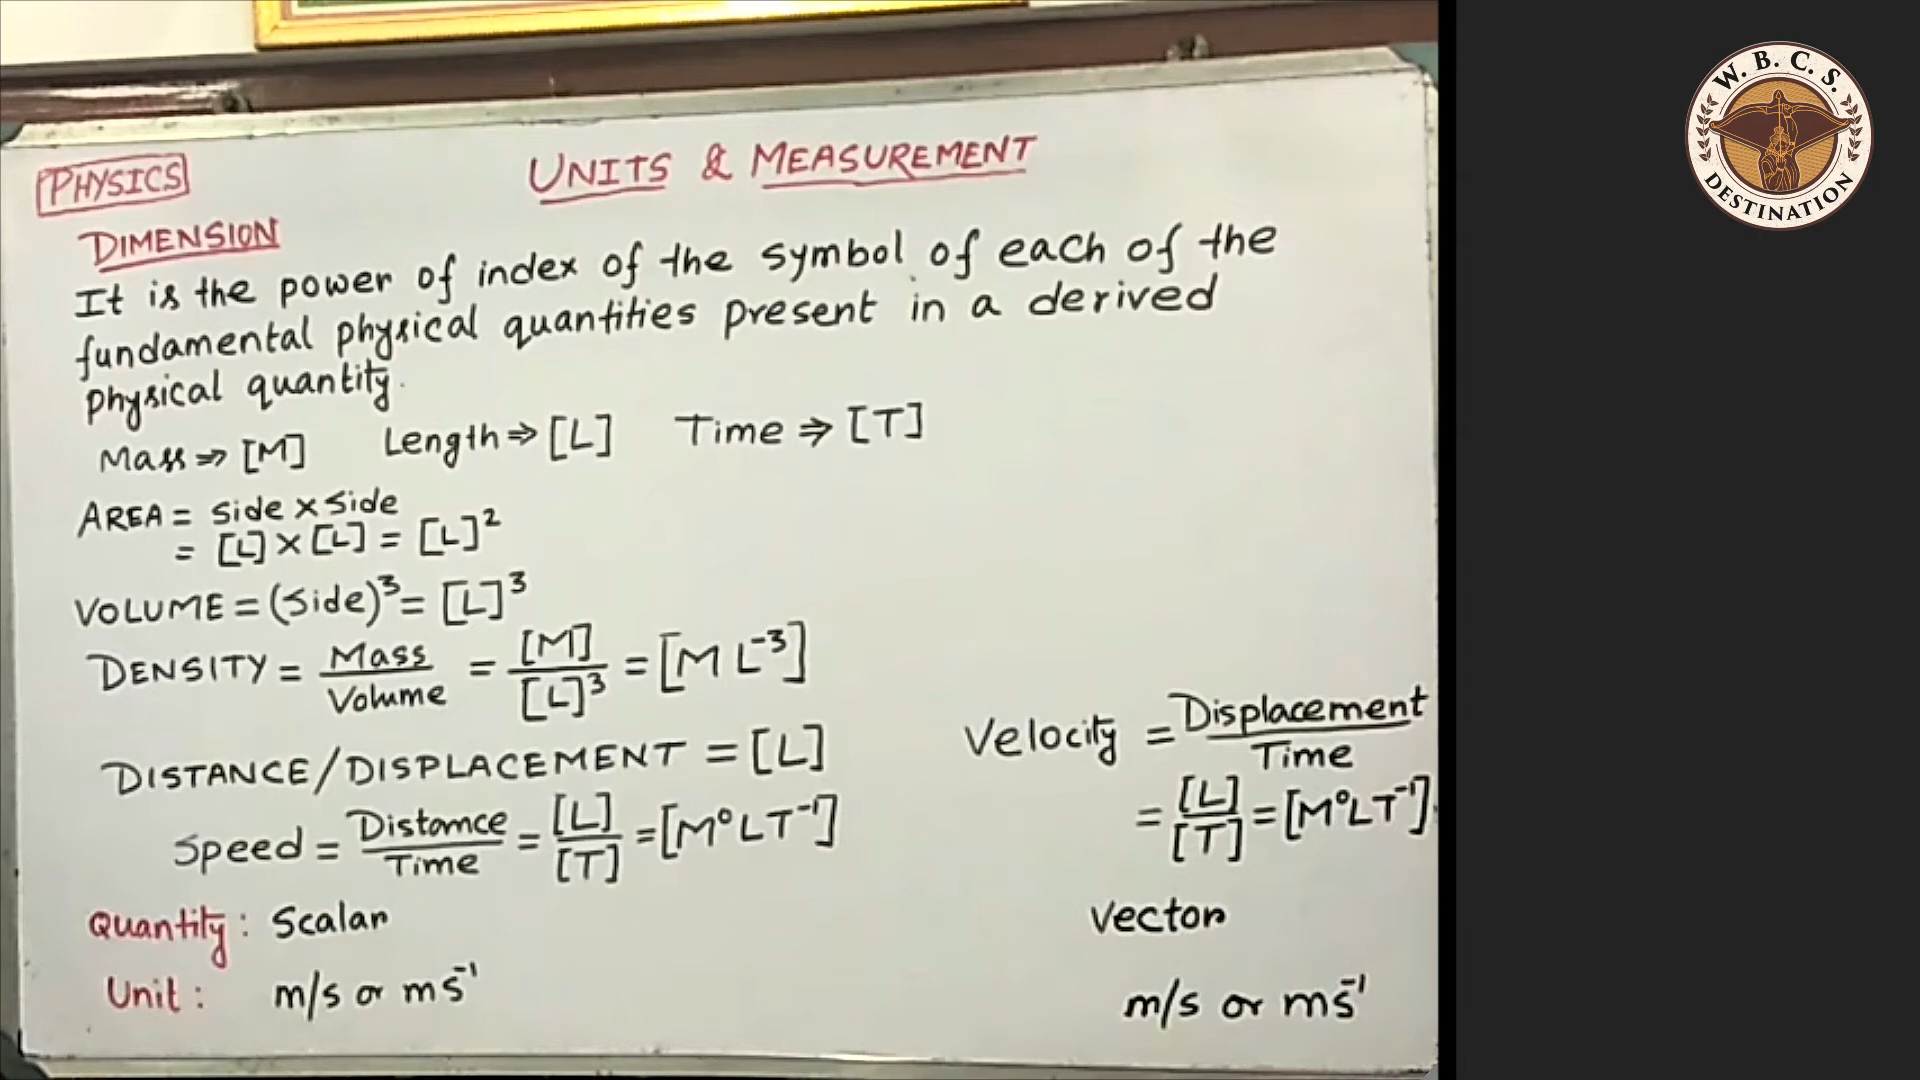 W. B. C. S.
DESTINATION
PHYSICS
UNITS & MEASUREMENT
DIMENSION
It is the power of index of the symbol of each of the
fundamental physical quantities present in a derived
physical quantity.
Mass ⇒ [M] Length ⇒ [L] Time ⇒ [T]
AREA = Side × Side
= [L] × [L] = [L]²
VOLUME = (Side)³ = [L]³
DENSITY = Mass/Volume = [M]/[L]³ = [M L⁻³]
DISTANCE/DISPLACEMENT = [L]
Speed = Distance/Time = [L]/[T] = [M⁰LT⁻¹]
Velocity = Displacement/Time
= [L]/[T] = [M⁰LT⁻¹]
Quantity: Scalar Vector
Unit: m/s or ms⁻¹ m/s or ms⁻¹